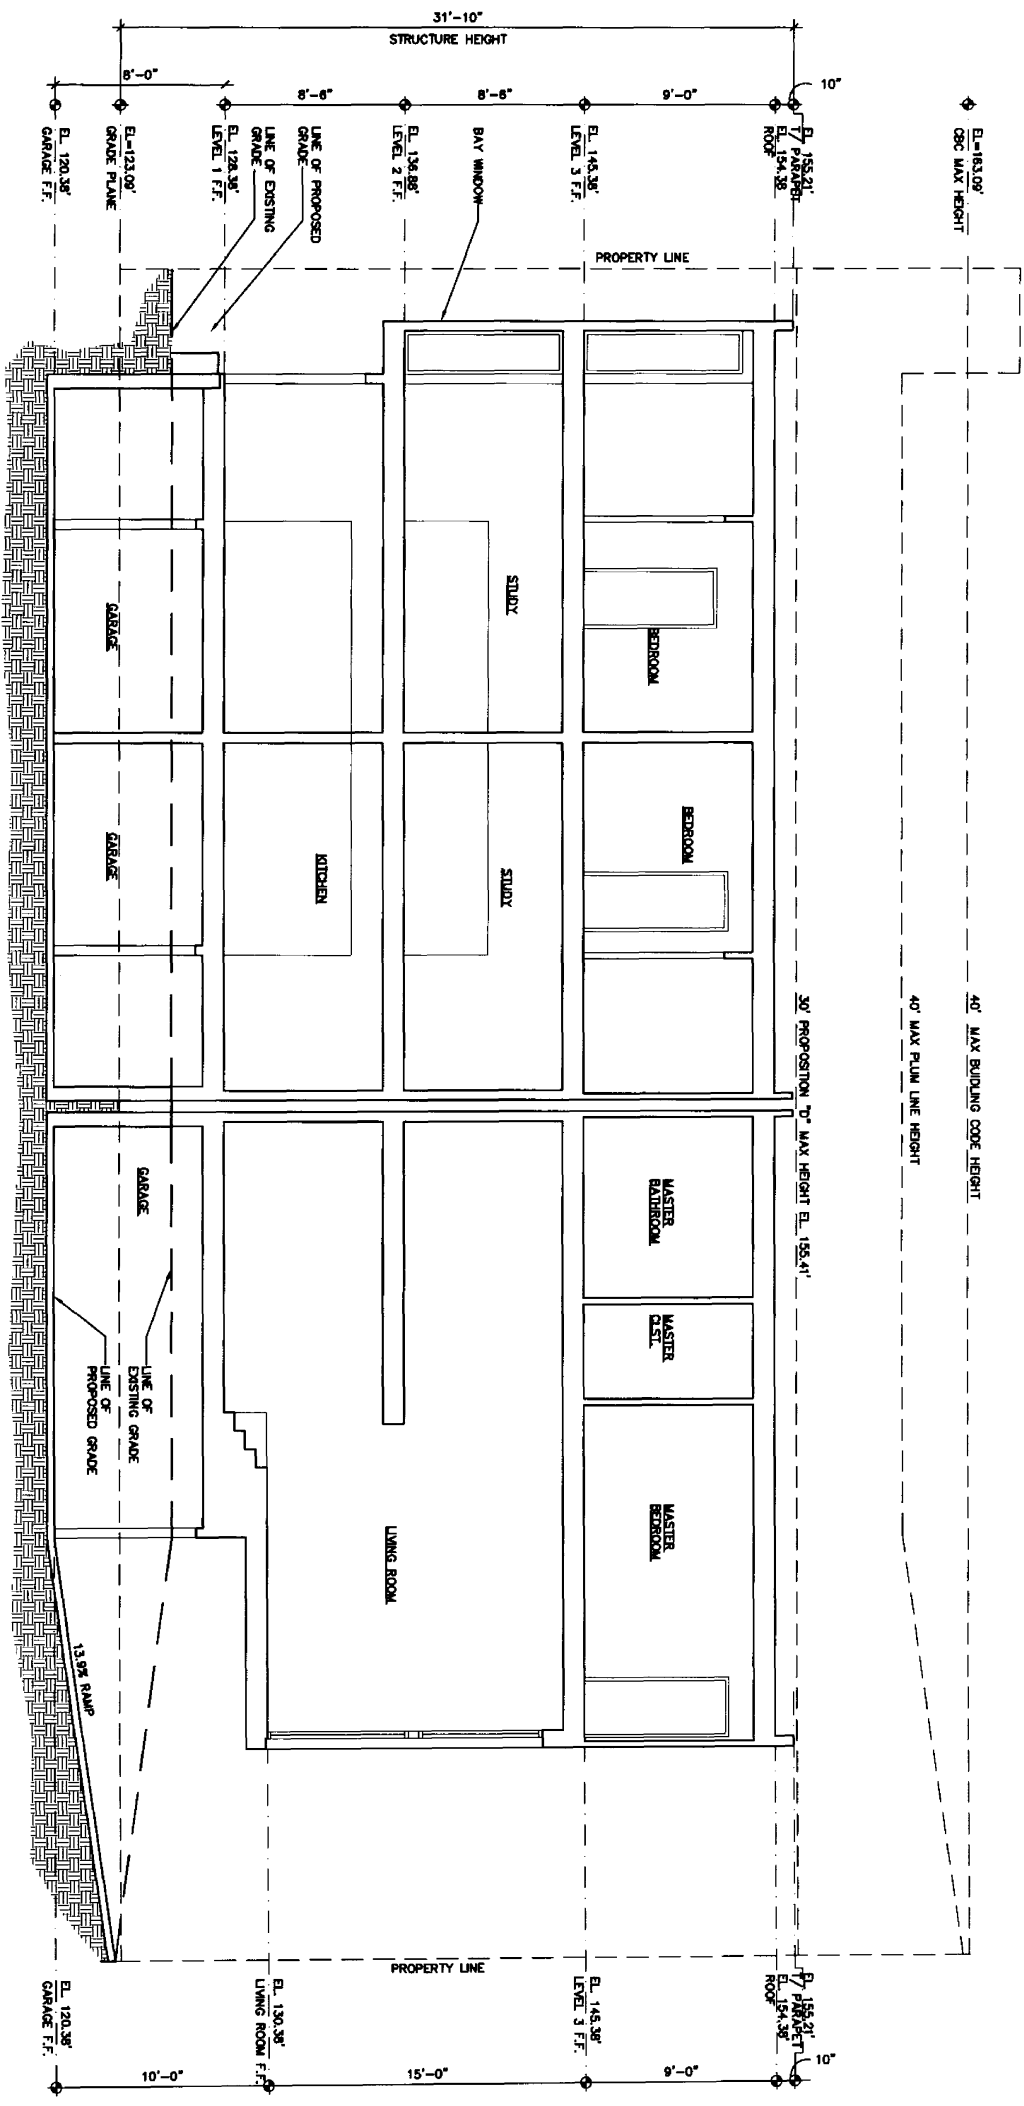 31'-10"
STRUCTURE HEIGHT
8'-0"
8'-6"
8'-6"
9'-0"
10"
EL. 120.38'
GARAGE F.F.
EL=123.09'
GRADE PLANE
EL. 128.38'
LEVEL 1 F.F.
EL. 136.88'
LEVEL 2 F.F.
EL. 145.38'
LEVEL 3 F.F.
EL. 154.38'
ROOF
EL. 155.21'
T/ PARAPET
EL=163.09'
CBC MAX HEIGHT
LINE OF EXISTING
GRADE
LINE OF PROPOSED
GRADE
BAY WINDOW
PROPERTY LINE
GARAGE
STUDY
BEDROOM
GARAGE
KITCHEN
STUDY
BEDROOM
30' PROPOSITION "D" MAX HEIGHT EL. 155.41'
40' MAX PLUM LINE HEIGHT
40' MAX BUIDLING CODE HEIGHT
GARAGE
MASTER
BATHROOM
MASTER
CLST.
LINE OF
EXISTING GRADE
LINE OF
PROPOSED GRADE
MASTER
BEDROOM
LIVING ROOM
13.9% RAMP
PROPERTY LINE
EL. 120.38'
GARAGE F.F.
EL. 130.38'
LIVING ROOM F.F.
EL. 145.38'
LEVEL 3 F.F.
EL. 154.38'
ROOF
EL. 155.21'
T/ PARAPET
10'-0"
15'-0"
9'-0"
10"